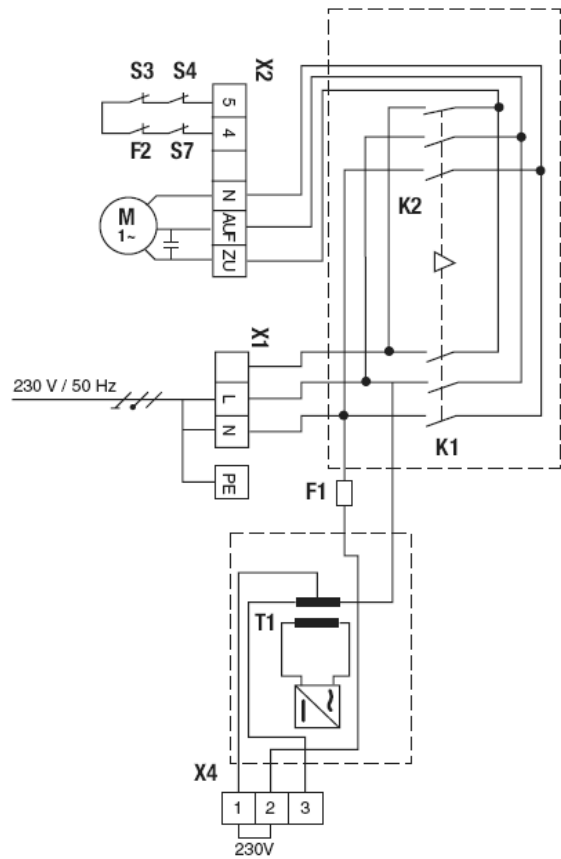 S3 S4
X2
5
4
F2 S7
N
AUF
ZU
M
1~
K2
X1
230 V / 50 Hz
L
N
PE
K1
F1
T1
X4
1 2 3
230V